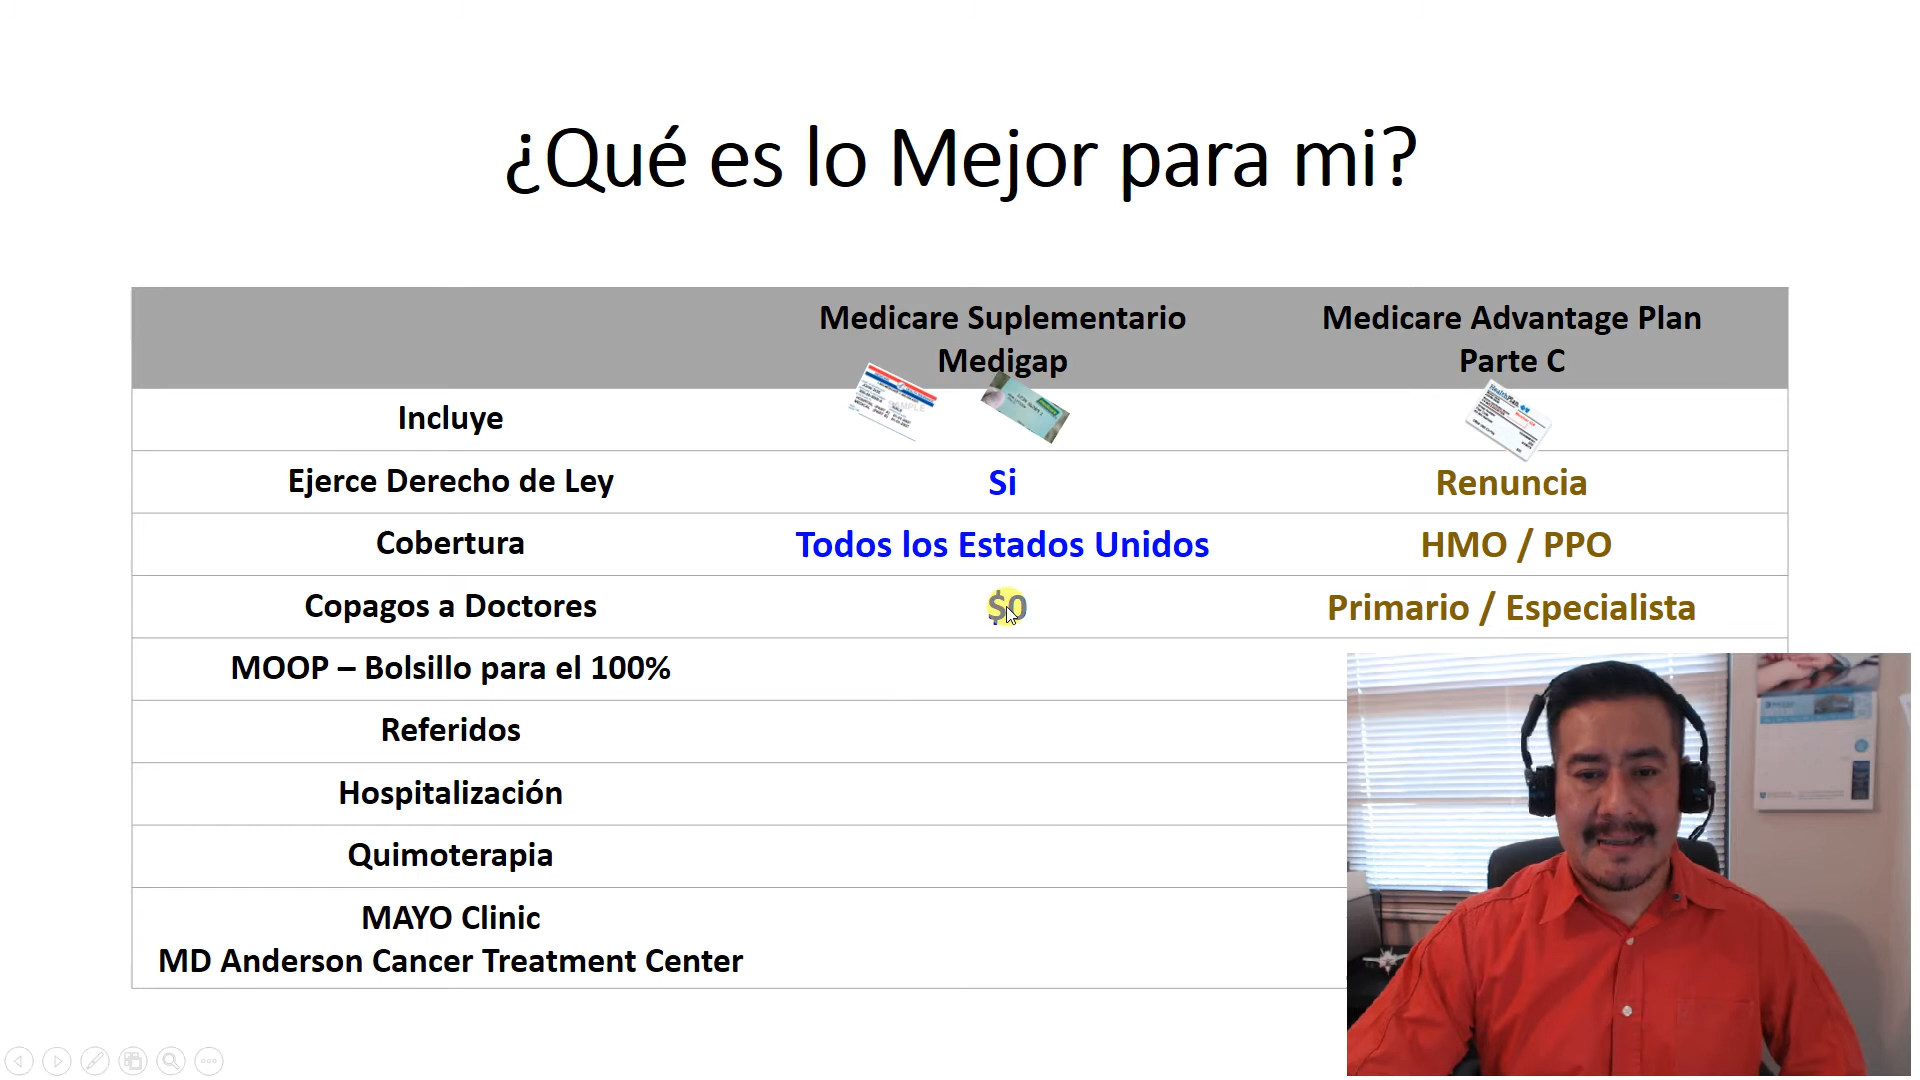 ¿Qué es lo Mejor para mi?
Medicare Suplementario
Medigap
Medicare Advantage Plan
Parte C
Incluye
SAMPLE
HealthPlan
Ejerce Derecho de Ley
Si
Renuncia
Cobertura
Todos los Estados Unidos
HMO / PPO
Copagos a Doctores
$0
Primario / Especialista
MOOP – Bolsillo para el 100%
Referidos
Hospitalización
Quimoterapia
MAYO Clinic
MD Anderson Cancer Treatment Center